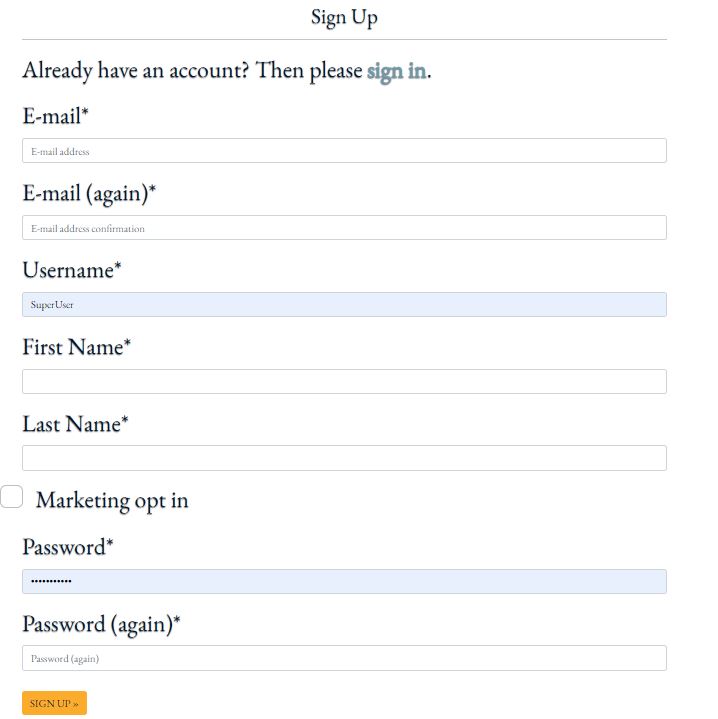 Sign Up
Already have an account? Then please sign in.
E-mail*
E-mail address
E-mail (again)*
E-mail address confirmation
Username*
SuperUser
First Name*
Last Name*
Marketing opt in
Password*
•••••••••••
Password (again)*
Password (again)
SIGN UP »